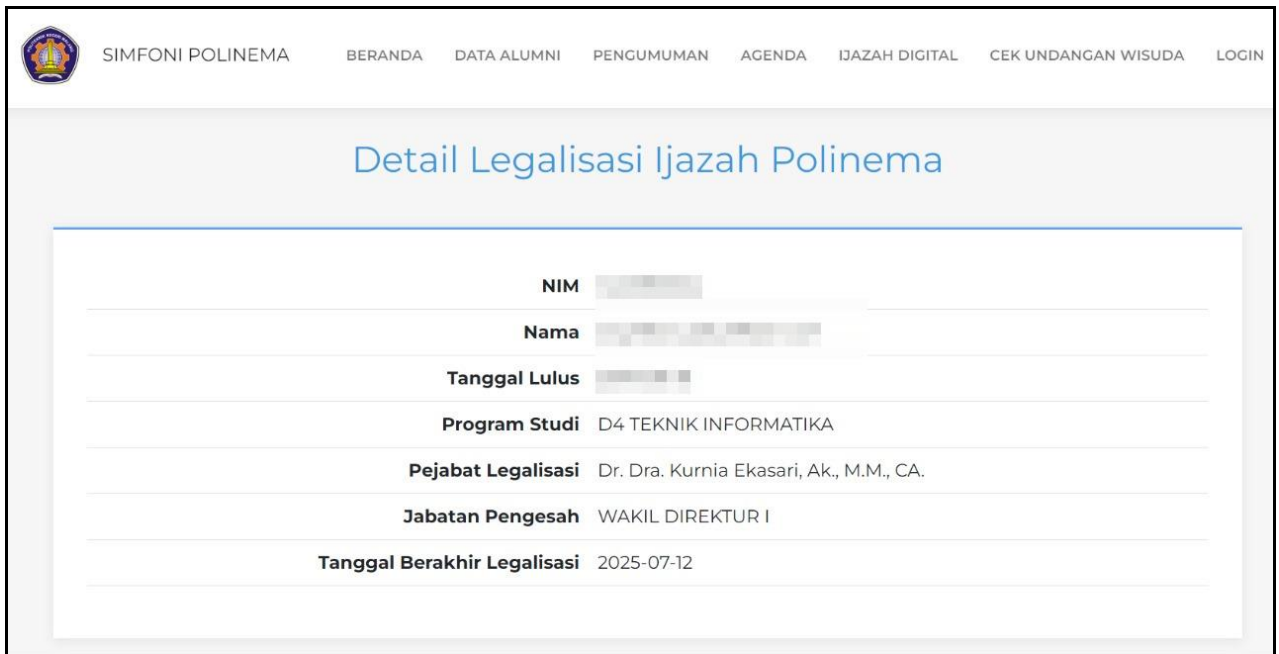 SIMFONI POLINEMA BERANDA DATA ALUMNI PENGUMUMAN AGENDA IJAZAH DIGITAL CEK UNDANGAN WISUDA LOGIN
Detail Legalisasi Ijazah Polinema
NIM
Nama
Tanggal Lulus
Program Studi D4 TEKNIK INFORMATIKA
Pejabat Legalisasi Dr. Dra. Kurnia Ekasari, Ak., M.M., CA.
Jabatan Pengesah WAKIL DIREKTUR I
Tanggal Berakhir Legalisasi 2025-07-12